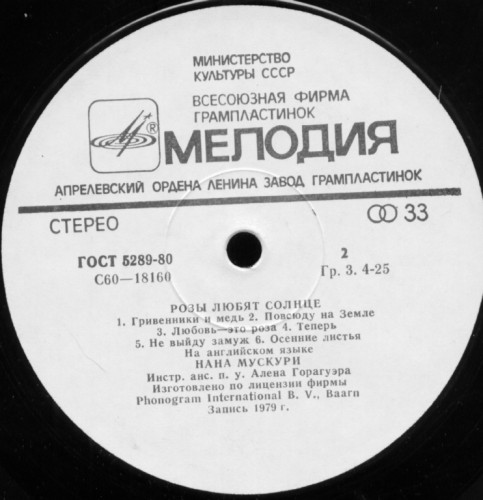 МИНИСТЕРСТВО
КУЛЬТУРЫ СССР
ВСЕСОЮЗНАЯ ФИРМА
ГРАМПЛАСТИНОК
® МЕЛОДИЯ
АПРЕЛЕВСКИЙ ОРДЕНА ЛЕНИНА ЗАВОД ГРАМПЛАСТИНОК
СТЕРЕО 33
ГОСТ 5289-80 2
С60—18160 Гр. 3. 4-25
РОЗЫ ЛЮБЯТ СОЛНЦЕ
1. Гривенники и медь 2. Повсюду на Земле
3. Любовь—это роза 4. Теперь
5. Не выйду замуж 6. Осенние листья
На английском языке
НАНА МУСКУРИ
Инстр. анс. п. у. Алена Горагуэра
Изготовлено по лицензии фирмы
Phonogram International B. V., Baarn
Запись 1979 г.